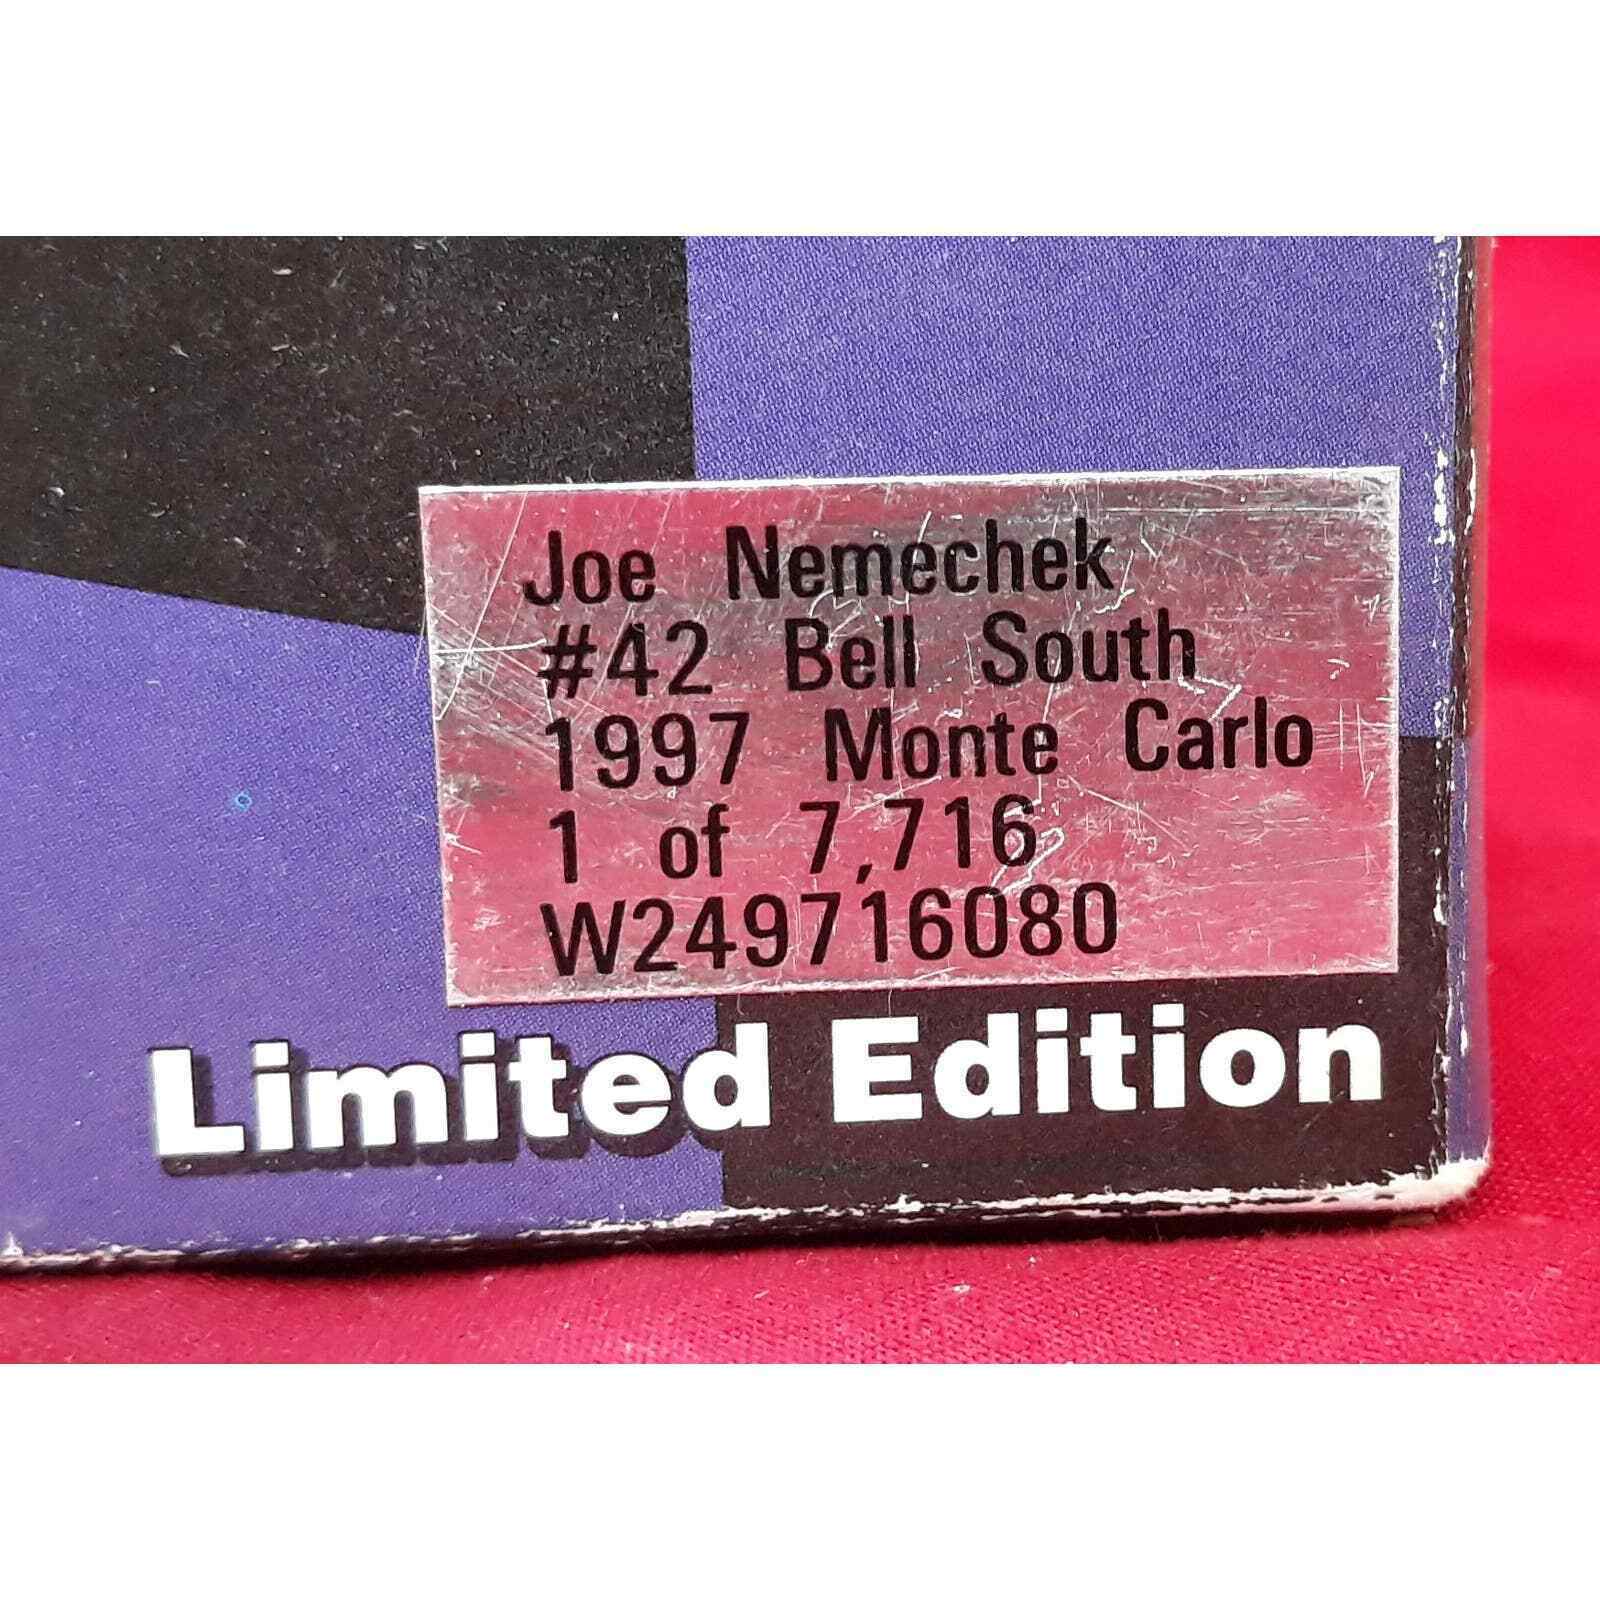 Joe Nemechek
#42 Bell South
1997 Monte Carlo
1 of 7,716
W249716080
Limited Edition